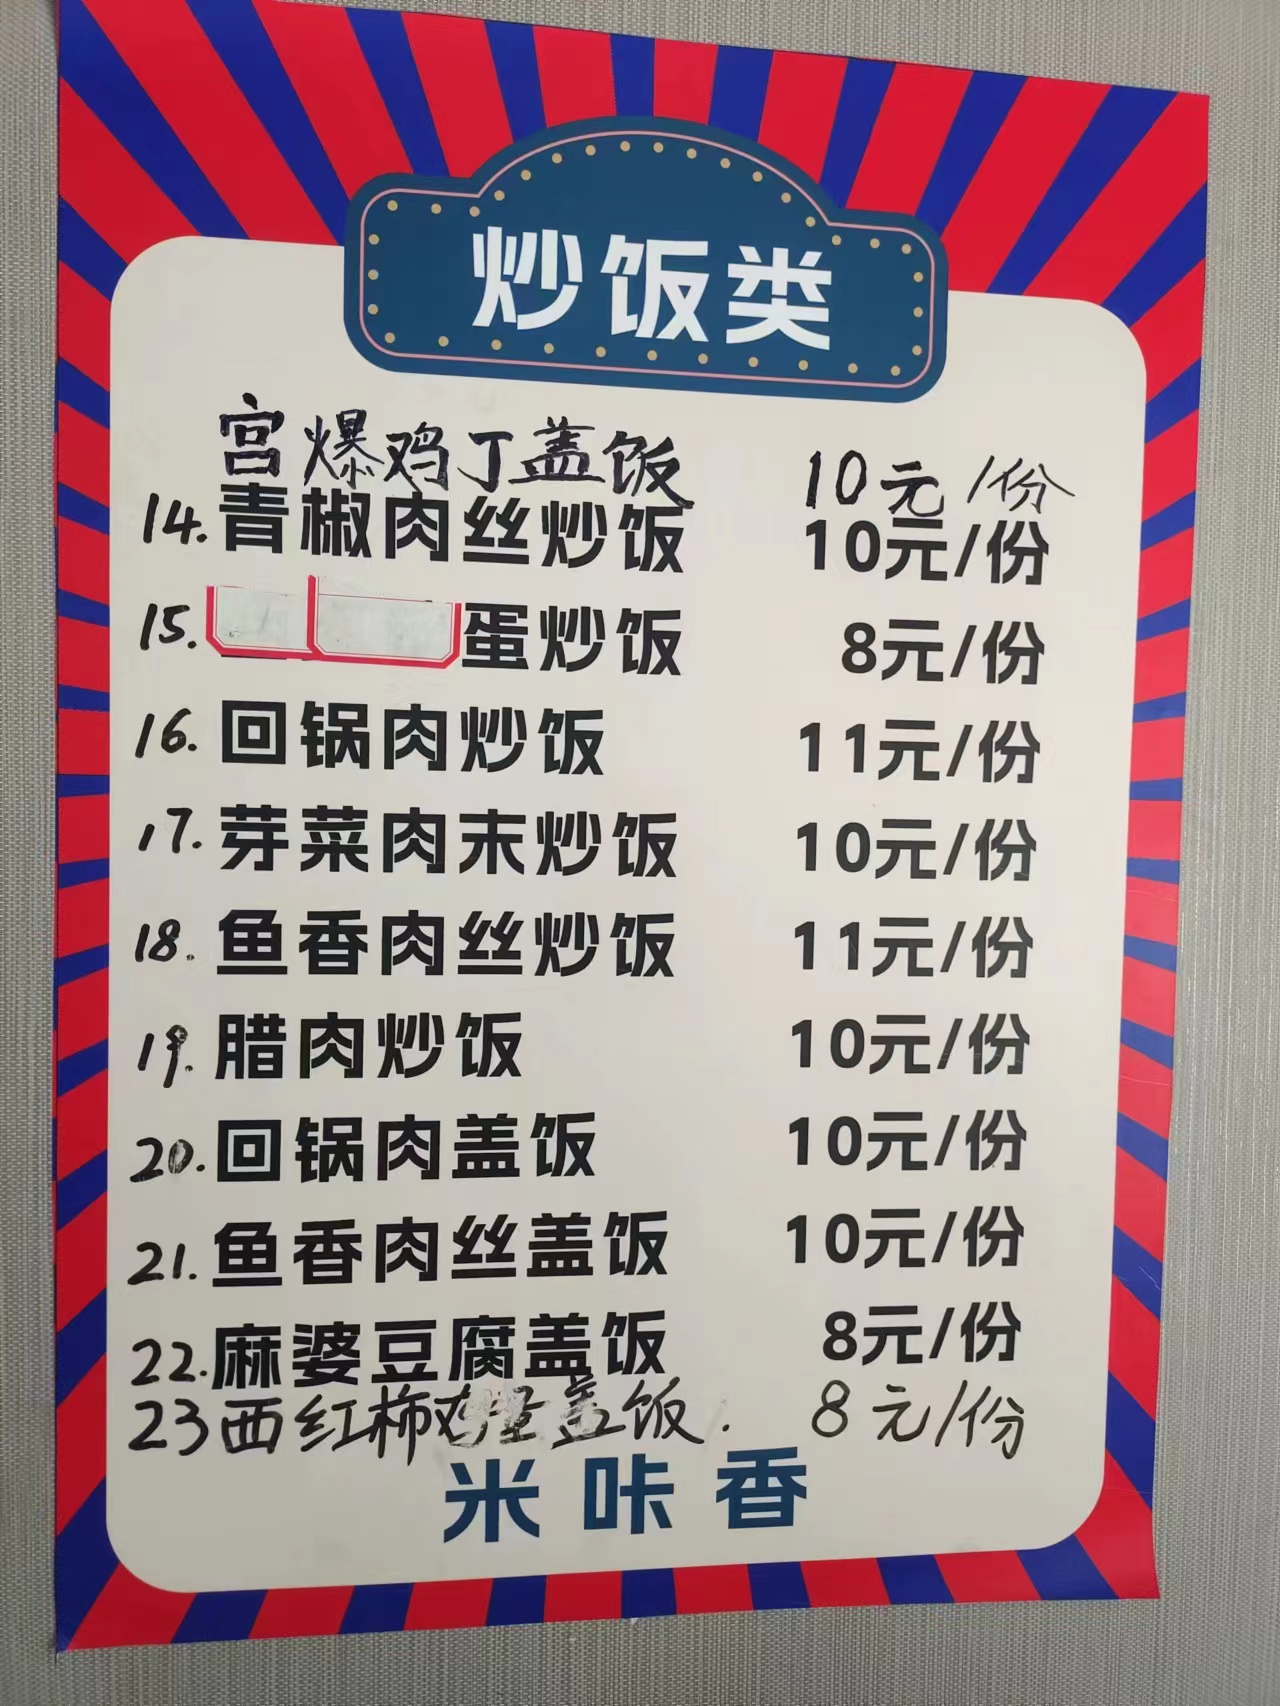 炒饭类
宫爆鸡丁盖饭 10元/份
14.青椒肉丝炒饭 10元/份
15.蛋炒饭 8元/份
16.回锅肉炒饭 11元/份
17.芽菜肉末炒饭 10元/份
18.鱼香肉丝炒饭 11元/份
19.腊肉炒饭 10元/份
20.回锅肉盖饭 10元/份
21.鱼香肉丝盖饭 10元/份
22.麻婆豆腐盖饭 8元/份
23西红柿鸡蛋盖饭. 8元/份
米咔香